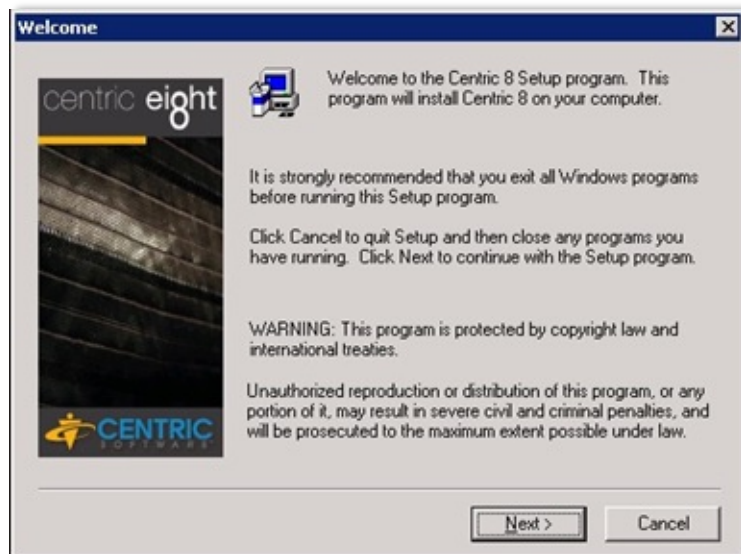 Welcome
centric eight
Welcome to the Centric 8 Setup program. This
program will install Centric 8 on your computer.
It is strongly recommended that you exit all Windows programs
before running this Setup program.
Click Cancel to quit Setup and then close any programs you
have running. Click Next to continue with the Setup program.
WARNING: This program is protected by copyright law and
international treaties.
Unauthorized reproduction or distribution of this program, or any
portion of it, may result in severe civil and criminal penalties, and
will be prosecuted to the maximum extent possible under law.
CENTRIC
SOFTWARE
Next >
Cancel